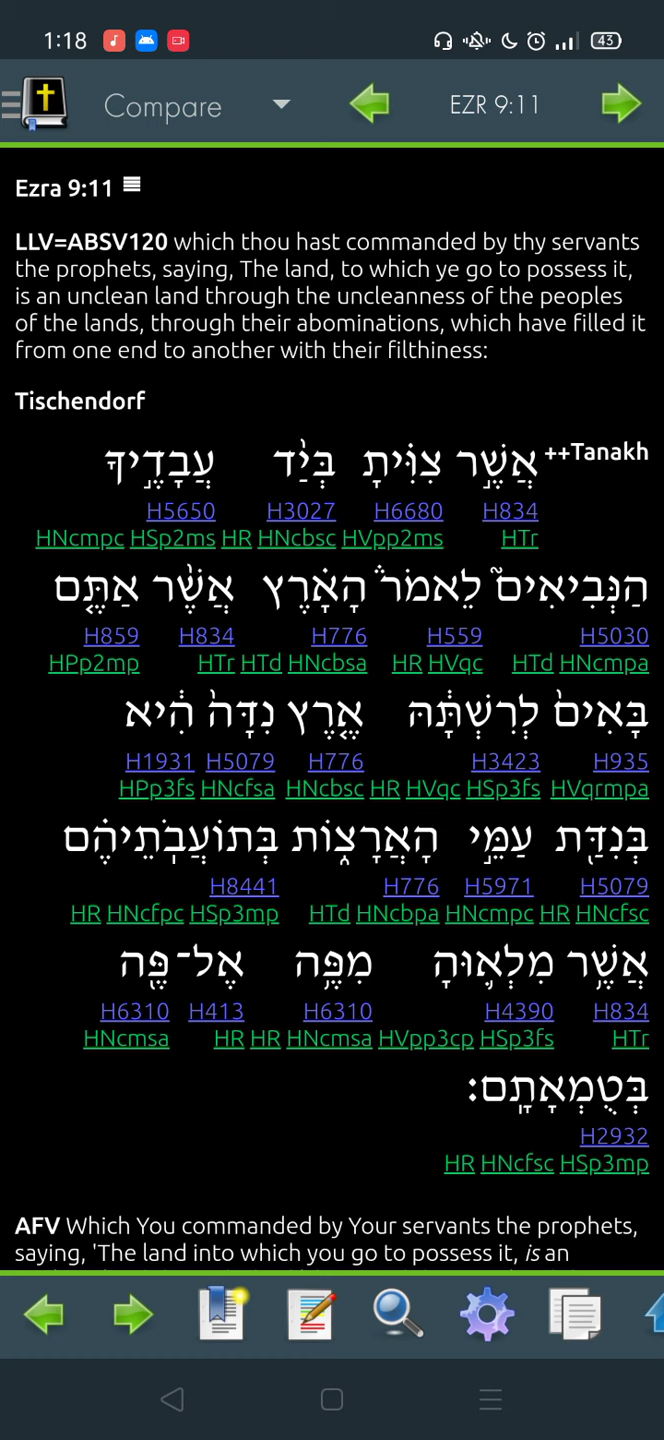 1:18
43
Compare
EZR 9:11
Ezra 9:11
LLV=ABSV120 which thou hast commanded by thy servants
the prophets, saying, The land, to which ye go to possess it,
is an unclean land through the uncleanness of the peoples
of the lands, through their abominations, which have filled it
from one end to another with their filthiness:
Tischendorf
++Tanakh אֲשֶׁ֣ר צִוִּ֗יתָ בְּיַ֨ד עֲבָדֶ֣יךָ
H5650 H3027 H6680 H834
HNcmpc HSp2ms HR HNcbsc HVpp2ms HTr
הַנְּבִיאִים֮ לֵאמֹר֒ הָאָ֗רֶץ אֲשֶׁ֨ר אַתֶּ֤ם
H859 H834 H776 H559 H5030
HPp2mp HTr HTd HNcbsa HR HVqc HTd HNcmpa
בָּאִים֙ לְרִשְׁתָּ֔הּ אֶ֤רֶץ נִדָּה֙ הִ֔יא
H1931 H5079 H776 H3423 H935
HPp3fs HNcfsa HNcbsc HR HVqc HSp3fs HVqrmpa
בְּנִדַּ֖ת עַמֵּ֣י הָאֲרָצ֑וֹת בְּתוֹעֲבֹֽתֵיהֶ֗ם
H8441 H776 H5971 H5079
HR HNcfpc HSp3mp HTd HNcbpa HNcmpc HR HNcfsc
אֲשֶׁ֣ר מִלְא֥וּהָ מִפֶּ֛ה אֶל־ פֶּ֖ה
H6310 H413 H6310 H4390 H834
HNcmsa HR HR HNcmsa HVpp3cp HSp3fs HTr
בְּטֻמְאָתָֽם׃
H2932
HR HNcfsc HSp3mp
AFV Which You commanded by Your servants the prophets,
saying, 'The land into which you go to possess it, is an